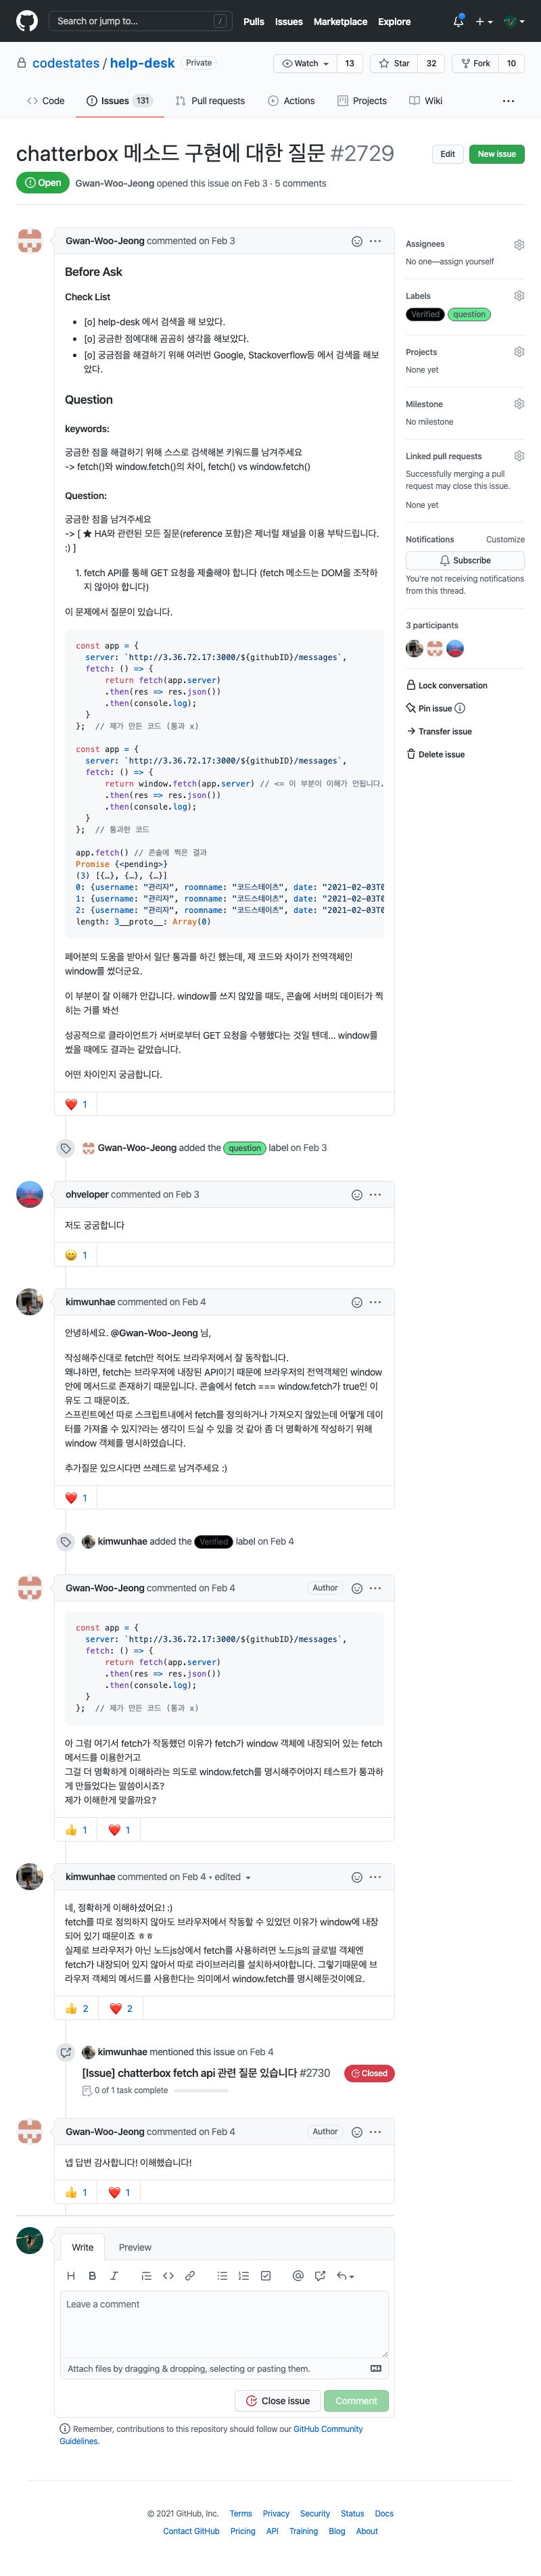 Search or jump to...
/
Pulls Issues Marketplace Explore
codestates / help-desk Private
Watch 13 Star 32 Fork 10
Code Issues 131 Pull requests Actions Projects Wiki ...
chatterbox 메소드 구현에 대한 질문 #2729
Edit New issue
Open Gwan-Woo-Jeong opened this issue on Feb 3 · 5 comments
Gwan-Woo-Jeong commented on Feb 3
Before Ask
Check List
• [o] help-desk 에서 검색을 해 보았다.
• [o] 궁금한 점에대해 곰곰히 생각을 해보았다.
• [o] 궁금점을 해결하기 위해 여러번 Google, Stackoverflow등 에서 검색을 해보
았다.
Question
keywords:
궁금한 점을 해결하기 위해 스스로 검색해본 키워드를 남겨주세요
-> fetch()와 window.fetch()의 차이, fetch() vs window.fetch()
Question:
궁금한 점을 남겨주세요
-> [ ★ HA와 관련된 모든 질문(reference 포함)은 제너럴 채널을 이용 부탁드립니다.
:) ]
1. fetch API를 통해 GET 요청을 제출해야 합니다 (fetch 메소드는 DOM을 조작하
지 않아야 합니다)
이 문제에서 질문이 있습니다.
const app = {
server: `http://3.36.72.17:3000/${githubID}/messages`,
fetch: () => {
return fetch(app.server)
.then(res => res.json())
.then(console.log);
}
}; // 제가 만든 코드 (통과 x)
const app = {
server: `http://3.36.72.17:3000/${githubID}/messages`,
fetch: () => {
return window.fetch(app.server) // <= 이 부분이 이해가 안됩니다.
.then(res => res.json())
.then(console.log);
}
}; // 통과한 코드
app.fetch() // 콘솔에 찍은 결과
Promise {<pending>}
(3) [{…}, {…}, {…}]
0: {username: "관리자", roomname: "코드스테이츠", date: "2021-02-03T0
1: {username: "관리자", roomname: "코드스테이츠", date: "2021-02-03T0
2: {username: "관리자", roomname: "코드스테이츠", date: "2021-02-03T0
length: 3__proto__: Array(0)
페어분의 도움을 받아서 일단 통과를 하긴 했는데, 제 코드와 차이가 전역객체인
window를 썼더군요.
이 부분이 잘 이해가 안갑니다. window를 쓰지 않았을 때도, 콘솔에 서버의 데이터가 찍
히는 거를 봐선
성공적으로 클라이언트가 서버로부터 GET 요청을 수행했다는 것일 텐데... window를
썼을 때에도 결과는 같았습니다.
어떤 차이인지 궁금합니다.
❤️ 1
Assignees
No one—assign yourself
Labels
Verified question
Projects
None yet
Milestone
No milestone
Linked pull requests
Successfully merging a pull
request may close this issue.
None yet
Notifications Customize
Subscribe
You're not receiving notifications
from this thread.
3 participants
Lock conversation
Pin issue
Transfer issue
Delete issue
Gwan-Woo-Jeong added the question label on Feb 3
ohveloper commented on Feb 3
저도 궁굼합니다
😄 1
kimwunhae commented on Feb 4
안녕하세요. @Gwan-Woo-Jeong 님,
작성해주신대로 fetch만 적어도 브라우저에서 잘 동작합니다.
왜냐하면, fetch는 브라우저에 내장된 API이기 때문에 브라우저의 전역객체인 window
안에 메서드로 존재하기 때문입니다. 콘솔에서 fetch === window.fetch가 true인 이
유도 그 때문이죠.
스프린트에선 따로 스크립트내에서 fetch를 정의하거나 가져오지 않았는데 어떻게 데이
터를 가져올 수 있지?라는 생각이 드실 수 있을 것 같아 좀 더 명확하게 작성하기 위해
window 객체를 명시하였습니다.
추가질문 있으시다면 쓰레드로 남겨주세요 :)
❤️ 1
kimwunhae added the Verified label on Feb 4
Gwan-Woo-Jeong commented on Feb 4 Author
const app = {
server: `http://3.36.72.17:3000/${githubID}/messages`,
fetch: () => {
return fetch(app.server)
.then(res => res.json())
.then(console.log);
}
}; // 제가 만든 코드 (통과 x)
아 그럼 여기서 fetch가 작동했던 이유가 fetch가 window 객체에 내장되어 있는 fetch
메서드를 이용한거고
그걸 더 명확하게 이해하라는 의도로 window.fetch를 명시해주어야지 테스트가 통과하
게 만들었다는 말씀이시죠?
제가 이해한게 맞을까요?
👍 1 ❤️ 1
kimwunhae commented on Feb 4 • edited
네, 정확하게 이해하셨어요! :)
fetch를 따로 정의하지 않아도 브라우저에서 작동할 수 있었던 이유가 window에 내장
되어 있기 때문이죠 ㅎㅎ
실제로 브라우저가 아닌 노드js상에서 fetch를 사용하려면 노드js의 글로벌 객체엔
fetch가 내장되어 있지 않아서 따로 라이브러리를 설치하셔야합니다. 그렇기때문에 브
라우저 객체의 메서드를 사용한다는 의미에서 window.fetch를 명시해둔것이에요.
👍 2 ❤️ 2
kimwunhae mentioned this issue on Feb 4
[Issue] chatterbox fetch api 관련 질문 있습니다 #2730 Closed
0 of 1 task complete
Gwan-Woo-Jeong commented on Feb 4 Author
넵 답변 감사합니다! 이해했습니다!
👍 1 ❤️ 1
Write Preview
H B I
Leave a comment
Attach files by dragging & dropping, selecting or pasting them.
Close issue Comment
Remember, contributions to this repository should follow our GitHub Community
Guidelines.
© 2021 GitHub, Inc. Terms Privacy Security Status Docs
Contact GitHub Pricing API Training Blog About